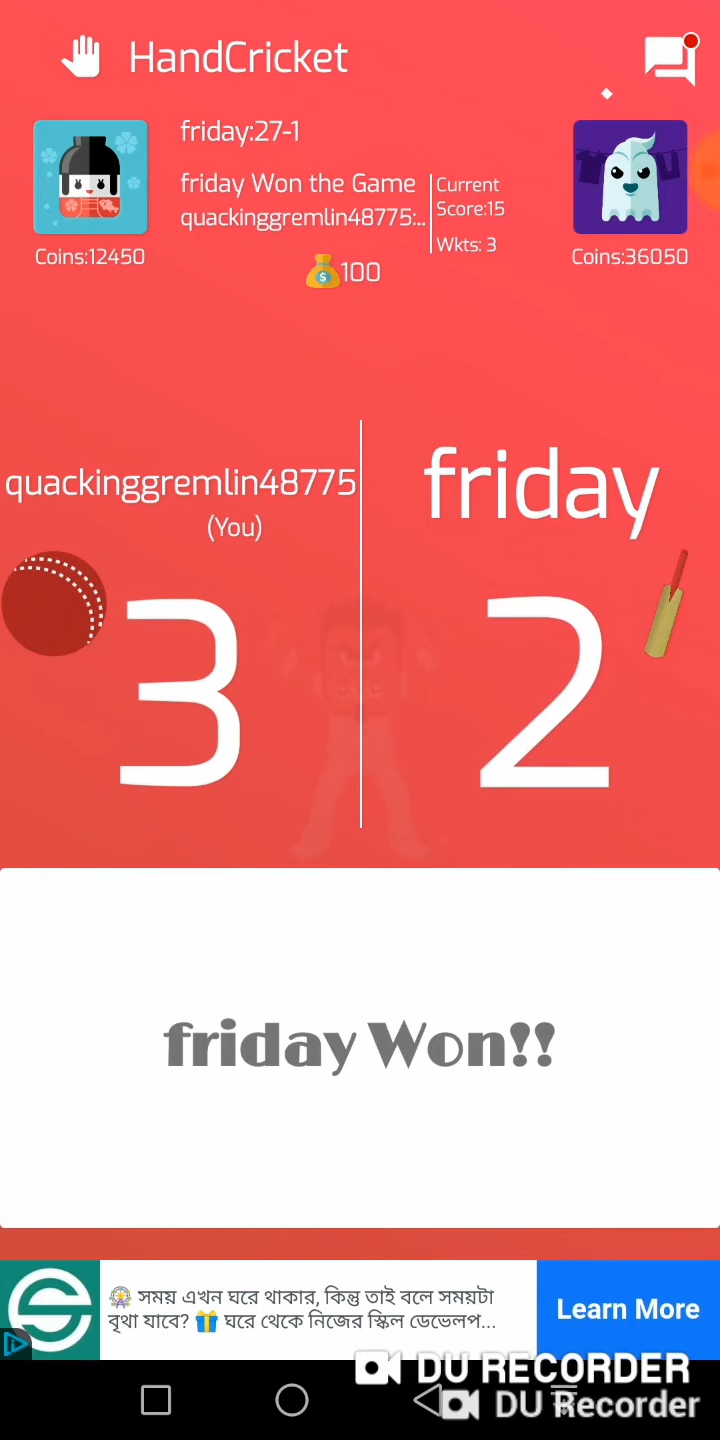 HandCricket
friday:27-1
friday Won the Game
quackinggremlin48775:..
Current
Score:15
Wkts: 3
Coins:12450
100
Coins:36050
quackinggremlin48775
(You)
friday
3
2
friday Won!!
সময় এখন ঘরে থাকার, কিন্তু তাই বলে সময়টা
বৃথা যাবে? ঘরে থেকে নিজের স্কিল ডেভেলপ...
Learn More
DU RECORDER
DU Recorder